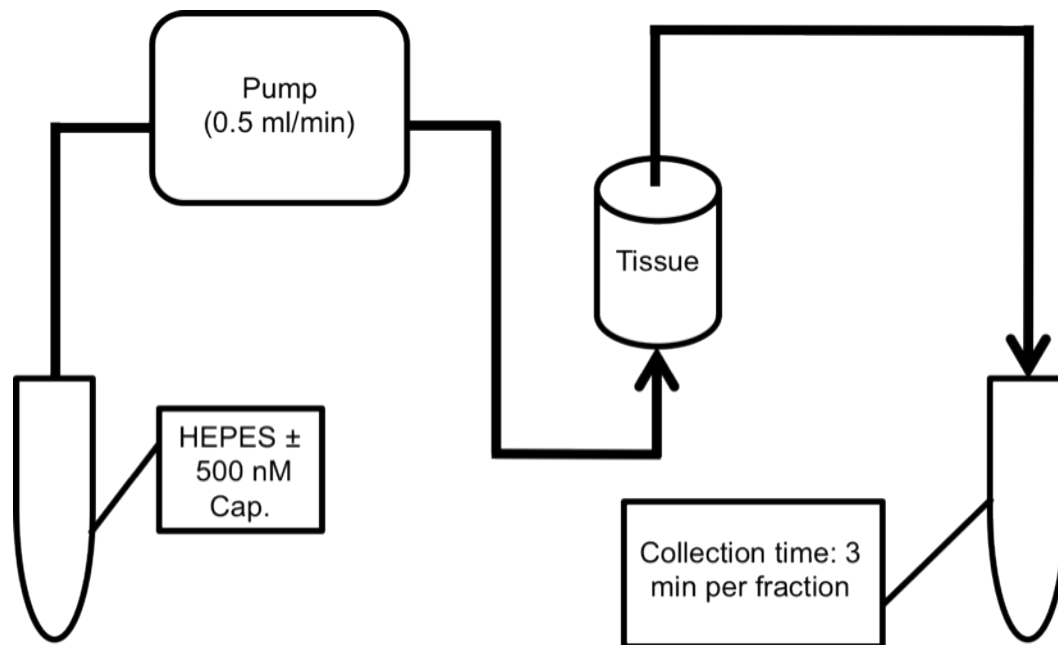 Pump
(0.5 ml/min)
Tissue
HEPES ±
500 nM
Cap.
Collection time: 3
min per fraction